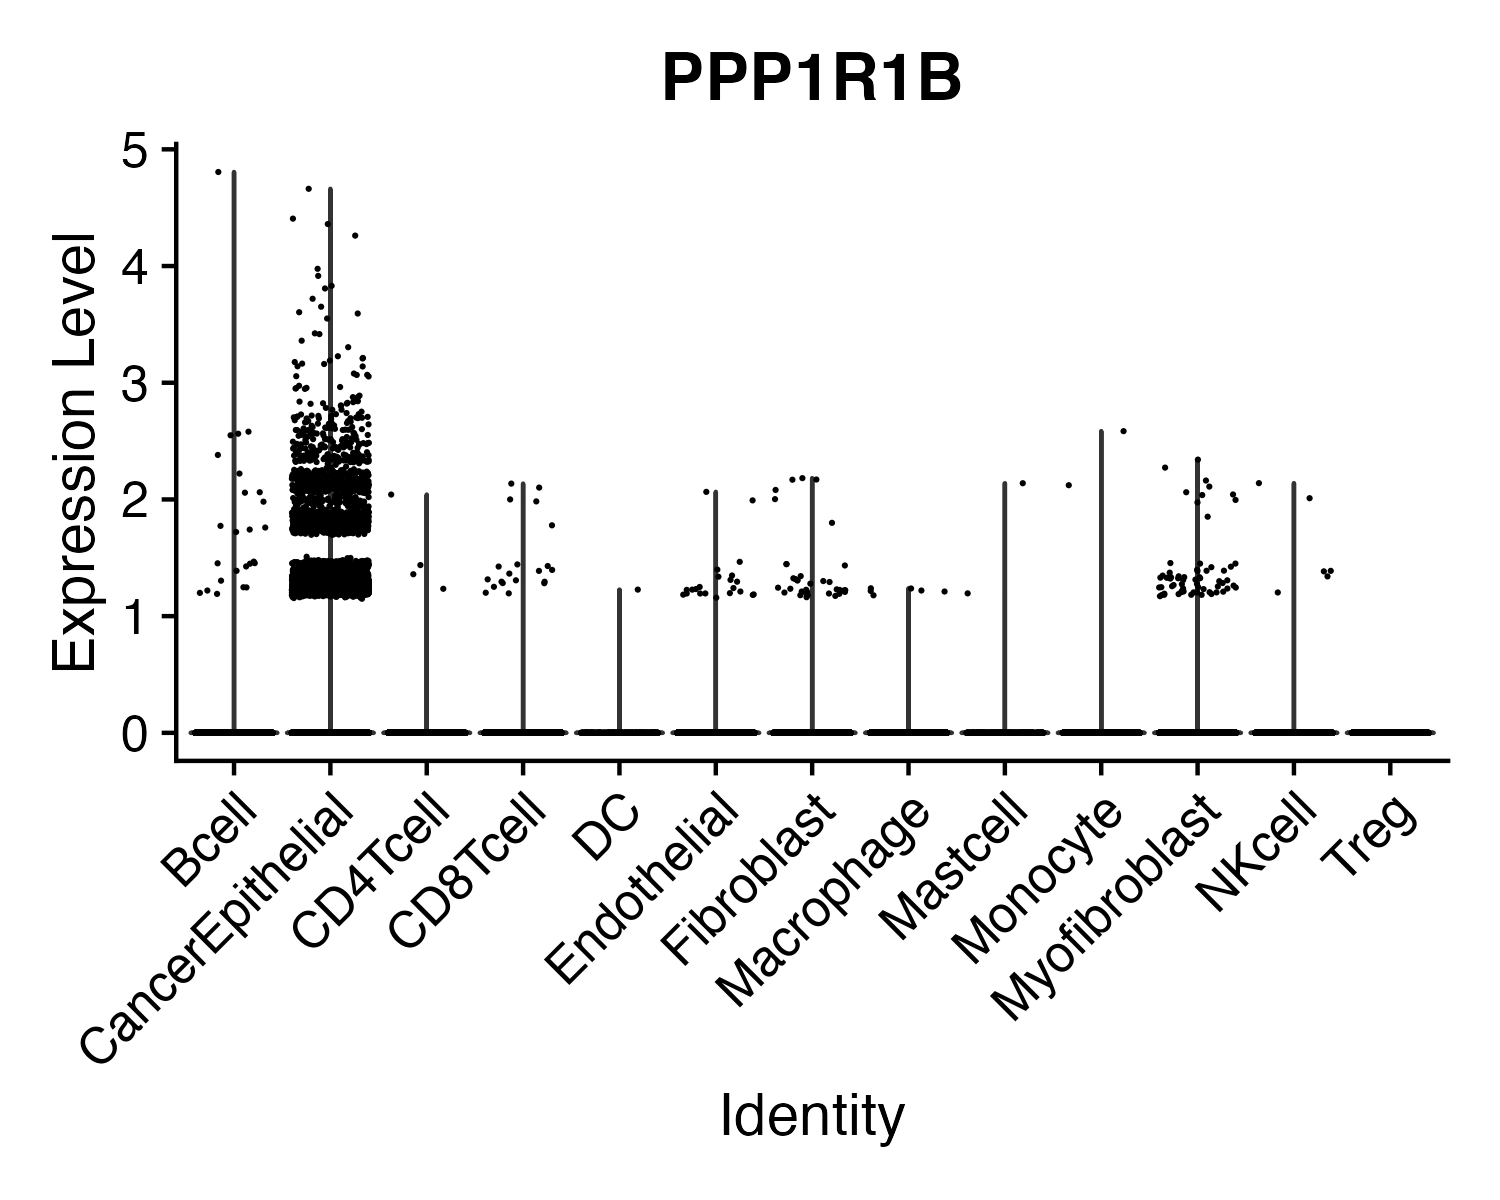 PPP1R1B
Expression Level
5
4
3
2
1
0
Bcell
CancerEpithelial
CD4Tcell
CD8Tcell
DC
Endothelial
Fibroblast
Macrophage
Mastcell
Monocyte
Myofibroblast
NKcell
Treg
Identity